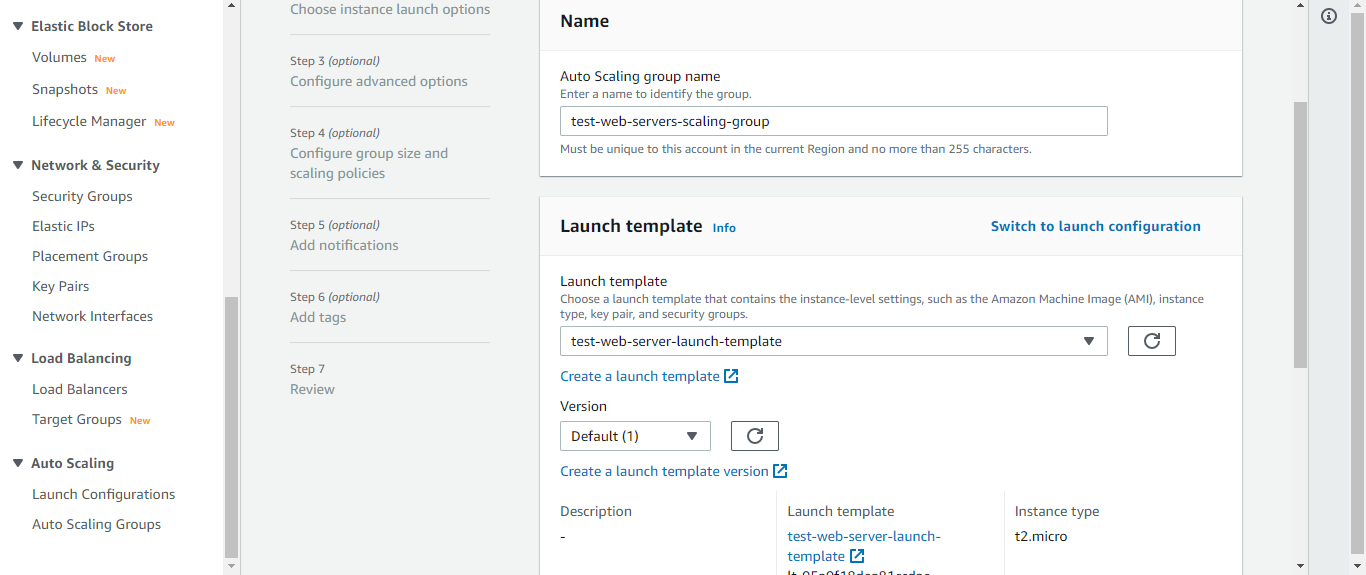 Elastic Block Store
Volumes New
Snapshots New
Lifecycle Manager New
Network & Security
Security Groups
Elastic IPs
Placement Groups
Key Pairs
Network Interfaces
Load Balancing
Load Balancers
Target Groups New
Auto Scaling
Launch Configurations
Auto Scaling Groups
Choose instance launch options
Step 3 (optional)
Configure advanced options
Step 4 (optional)
Configure group size and
scaling policies
Step 5 (optional)
Add notifications
Step 6 (optional)
Add tags
Step 7
Review
Name
Auto Scaling group name
Enter a name to identify the group.
test-web-servers-scaling-group
Must be unique to this account in the current Region and no more than 255 characters.
Launch template Info
Switch to launch configuration
Launch template
Choose a launch template that contains the instance-level settings, such as the Amazon Machine Image (AMI), instance
type, key pair, and security groups.
test-web-server-launch-template
Create a launch template
Version
Default (1)
Create a launch template version
Description
-
Launch template
test-web-server-launch-
template
Instance type
t2.micro